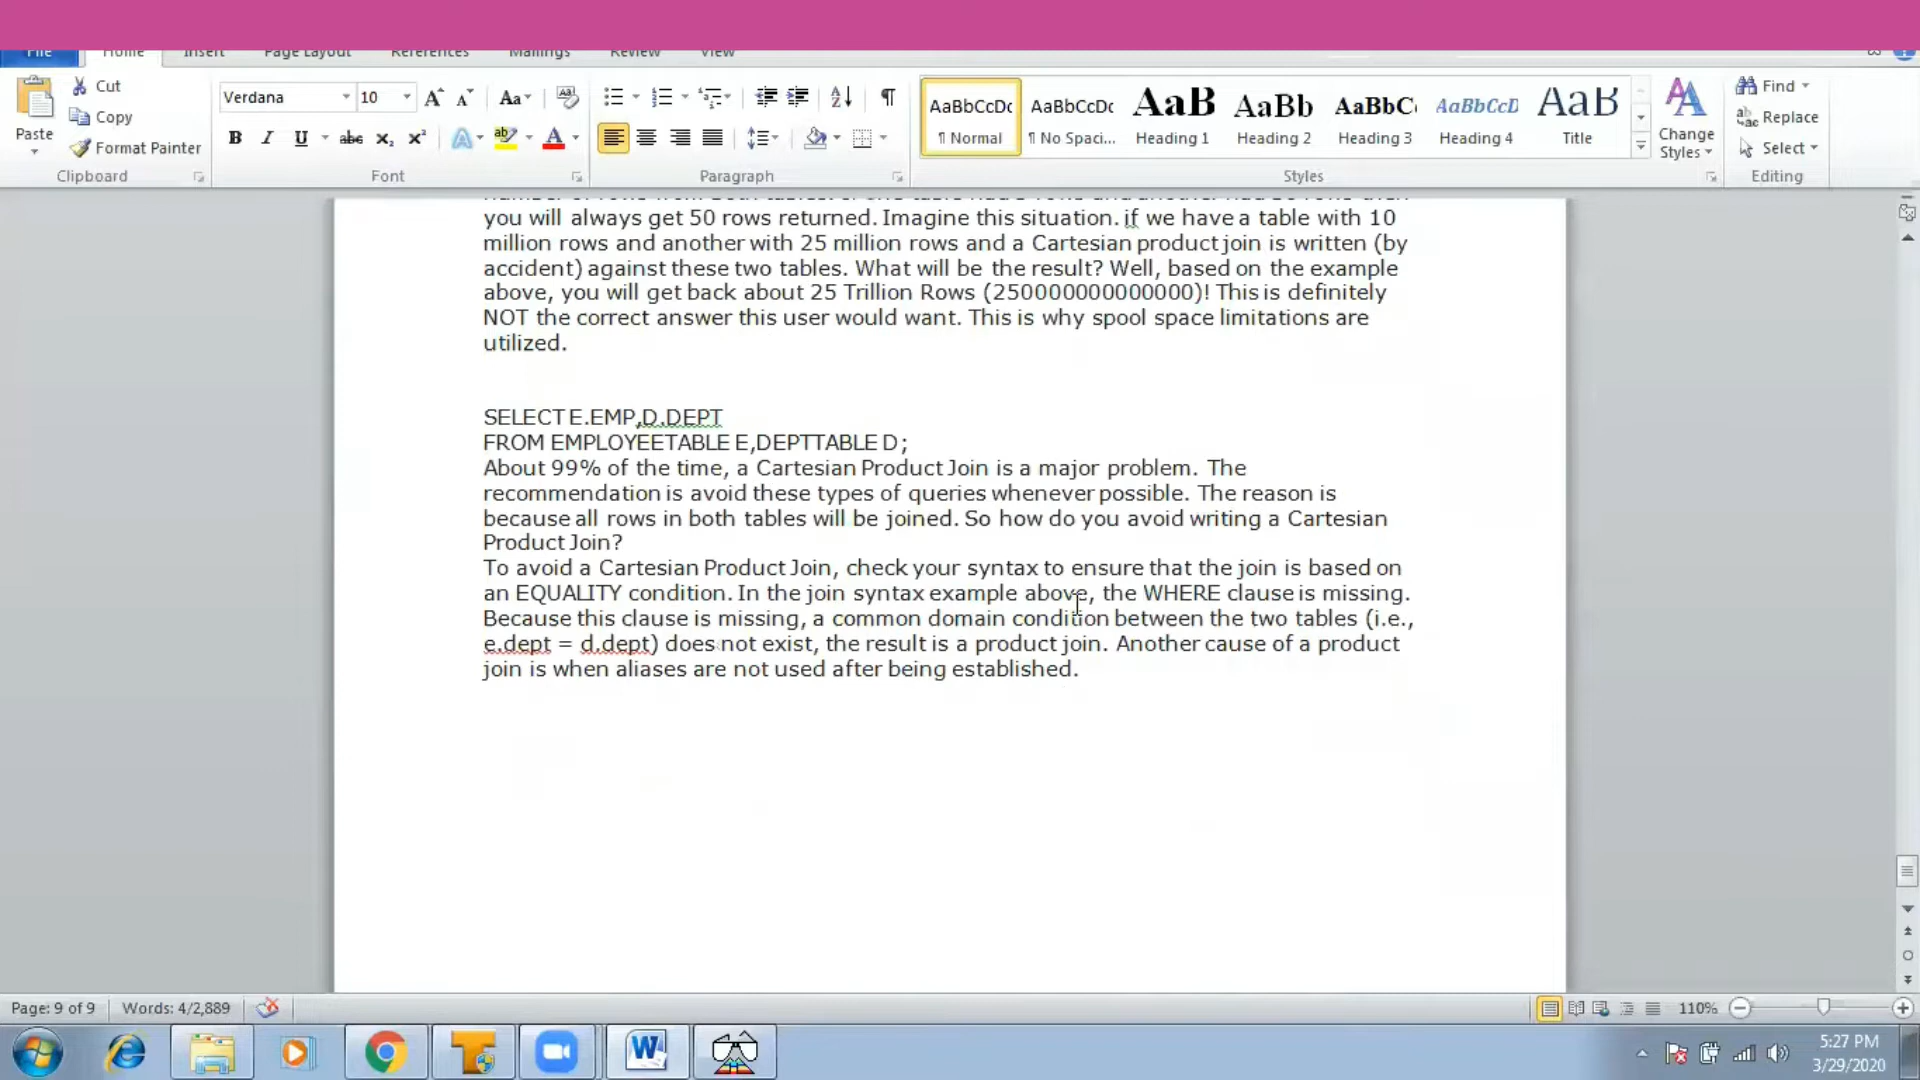 File Home Insert Page Layout References Mailings Review View
Cut
Copy
Format Painter
Paste
Clipboard
Verdana 10 Aa
B I U abc X₂ X² A ab A
Font
Paragraph
AaBbCcDc AaBbCcDc AaB AaBb AaBbC AaBbCcD AaB
¶ Normal ¶ No Spaci... Heading 1 Heading 2 Heading 3 Heading 4 Title
Change Styles
Styles
Find
Replace
Select
Editing
you will always get 50 rows returned. Imagine this situation. if we have a table with 10
million rows and another with 25 million rows and a Cartesian product join is written (by
accident) against these two tables. What will be the result? Well, based on the example
above, you will get back about 25 Trillion Rows (250000000000000)! This is definitely
NOT the correct answer this user would want. This is why spool space limitations are
utilized.
SELECT E.EMP,D.DEPT
FROM EMPLOYEETABLE E,DEPTTABLE D;
About 99% of the time, a Cartesian Product Join is a major problem. The
recommendation is avoid these types of queries whenever possible. The reason is
because all rows in both tables will be joined. So how do you avoid writing a Cartesian
Product Join?
To avoid a Cartesian Product Join, check your syntax to ensure that the join is based on
an EQUALITY condition. In the join syntax example above, the WHERE clause is missing.
Because this clause is missing, a common domain condition between the two tables (i.e.,
e.dept = d.dept) does not exist, the result is a product join. Another cause of a product
join is when aliases are not used after being established.
Page: 9 of 9 Words: 4/2,889 110%
5:27 PM
3/29/2020